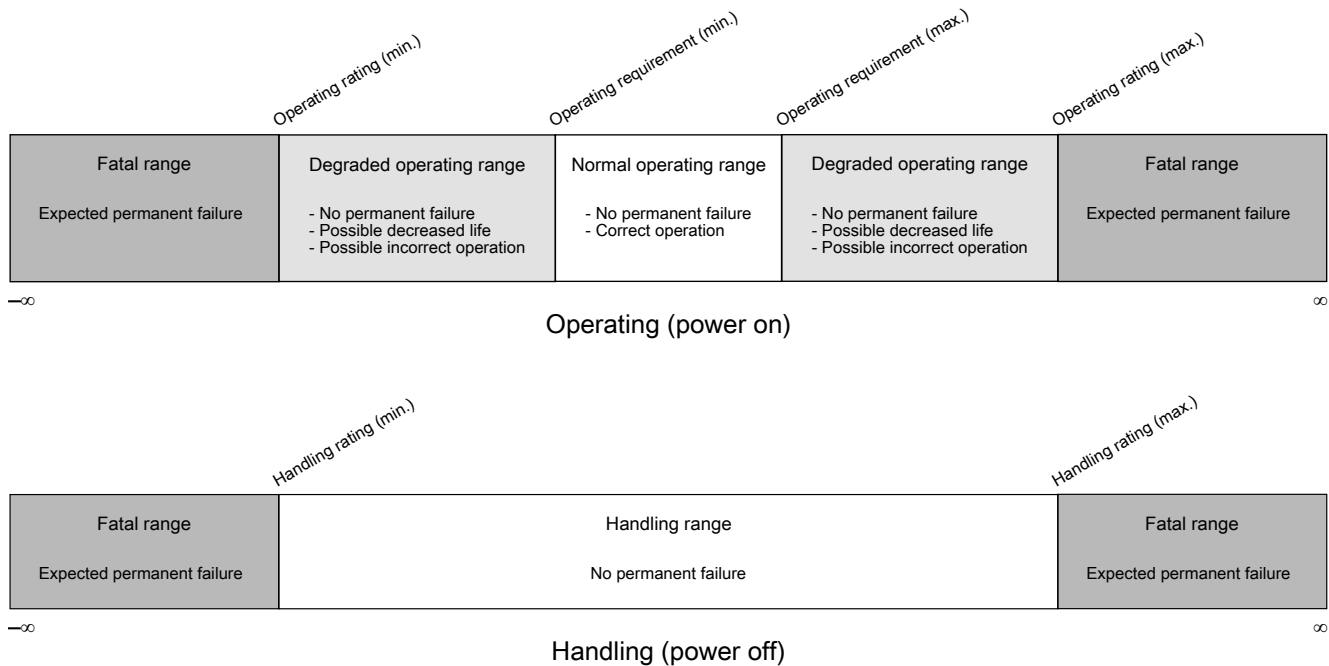 Operating rating (min.)
Operating requirement (min.)
Operating requirement (max.)
Operating rating (max.)
Fatal range
Expected permanent failure
Degraded operating range
- No permanent failure
- Possible decreased life
- Possible incorrect operation
Normal operating range
- No permanent failure
- Correct operation
Degraded operating range
- No permanent failure
- Possible decreased life
- Possible incorrect operation
Fatal range
Expected permanent failure
–∞
∞
Operating (power on)
Handling rating (min.)
Handling rating (max.)
Fatal range
Expected permanent failure
Handling range
No permanent failure
Fatal range
Expected permanent failure
–∞
∞
Handling (power off)